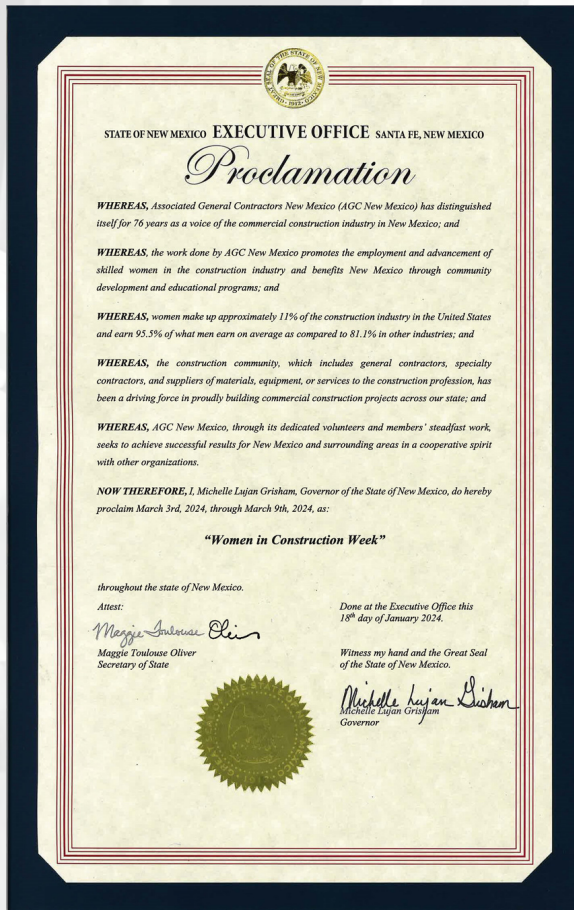 GREAT SEAL OF THE STATE OF NEW MEXICO
1912
STATE OF NEW MEXICO EXECUTIVE OFFICE SANTA FE, NEW MEXICO
Proclamation
WHEREAS, Associated General Contractors New Mexico (AGC New Mexico) has distinguished
itself for 76 years as a voice of the commercial construction industry in New Mexico; and
WHEREAS, the work done by AGC New Mexico promotes the employment and advancement of
skilled women in the construction industry and benefits New Mexico through community
development and educational programs; and
WHEREAS, women make up approximately 11% of the construction industry in the United States
and earn 95.5% of what men earn on average as compared to 81.1% in other industries; and
WHEREAS, the construction community, which includes general contractors, specialty
contractors, and suppliers of materials, equipment, or services to the construction profession, has
been a driving force in proudly building commercial construction projects across our state; and
WHEREAS, AGC New Mexico, through its dedicated volunteers and members' steadfast work,
seeks to achieve successful results for New Mexico and surrounding areas in a cooperative spirit
with other organizations.
NOW THEREFORE, I, Michelle Lujan Grisham, Governor of the State of New Mexico, do hereby
proclaim March 3rd, 2024, through March 9th, 2024, as:
“Women in Construction Week”
throughout the state of New Mexico.
Attest:
Maggie Toulouse Oliver
Maggie Toulouse Oliver
Secretary of State
Done at the Executive Office this
18th day of January 2024.
Witness my hand and the Great Seal
of the State of New Mexico.
Michelle Lujan Grisham
Michelle Lujan Grisham
Governor